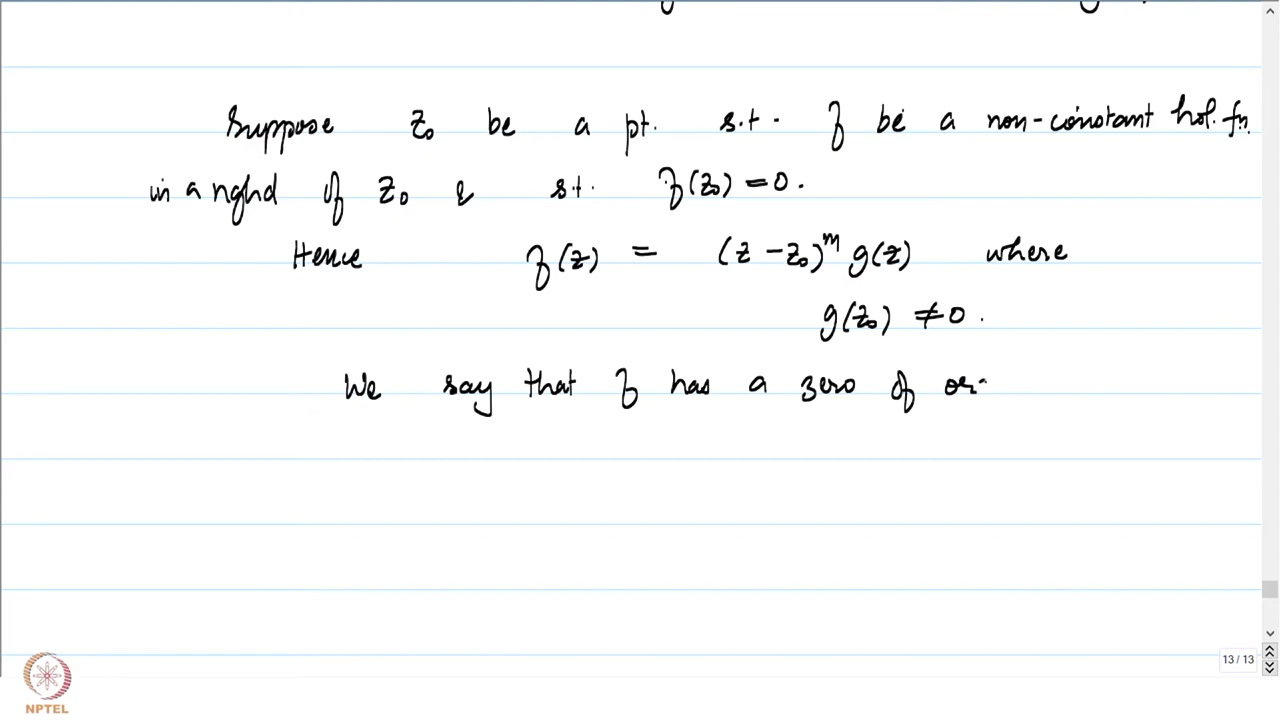 Suppose z₀ be a pt. s.t. f be a non-constant hol. fn.
in a nghd of z₀ & s.t. f(z₀) = 0.
Hence f(z) = (z - z₀)ᵐ g(z) where
g(z₀) ≠ 0.
We say that f has a zero of or
13 / 13
NPTEL